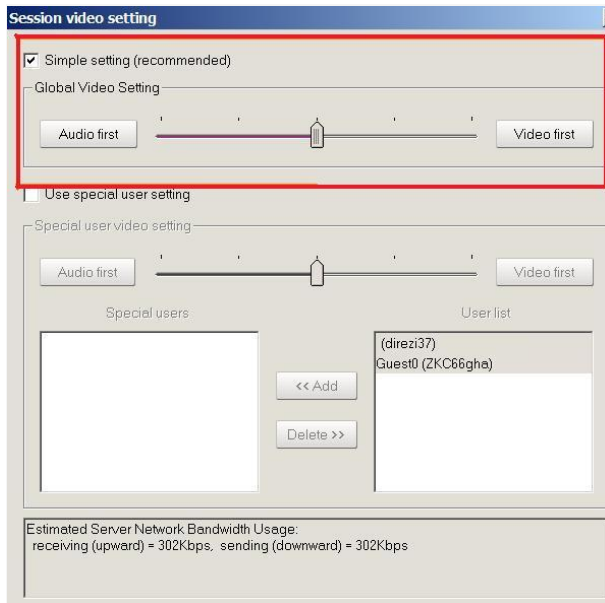 Session video setting
Simple setting (recommended)
Global Video Setting
Audio first
Video first
Use special user setting
Special user video setting
Audio first
Video first
Special users
User list
(direzi37)
Guest0 (ZKC66gha)
<< Add
Delete >>
Estimated Server Network Bandwidth Usage:
receiving (upward) = 302Kbps, sending (downward) = 302Kbps